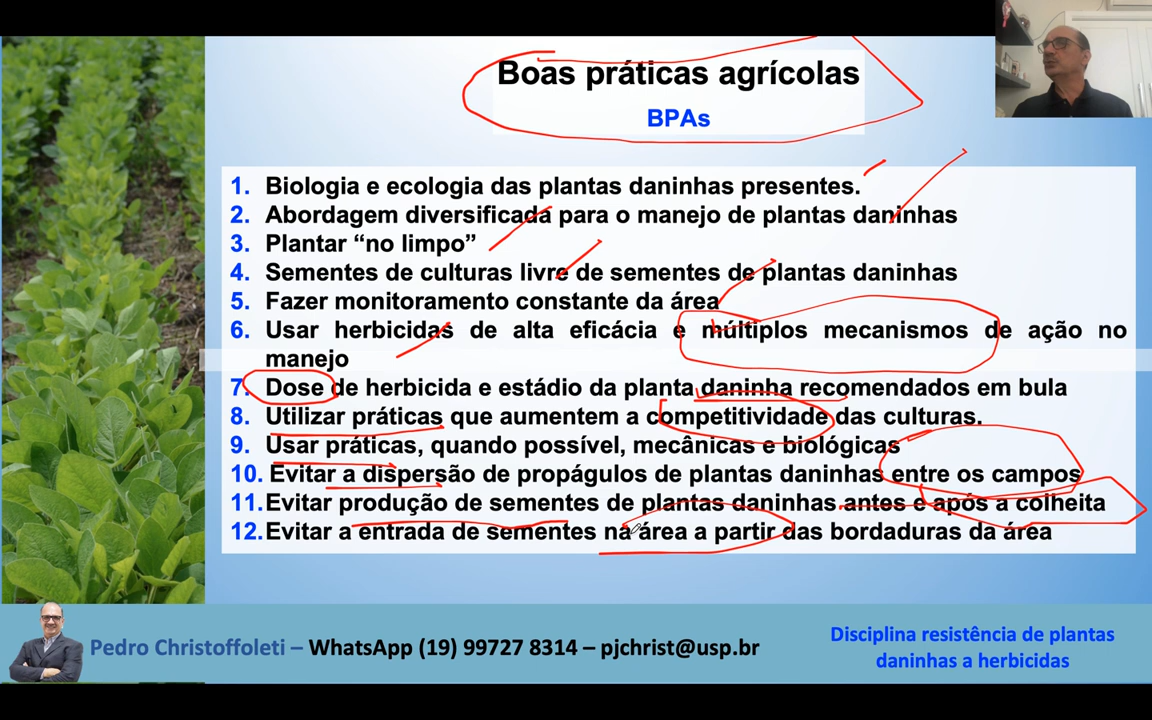 Boas práticas agrícolas
BPAs
1. Biologia e ecologia das plantas daninhas presentes.
2. Abordagem diversificada para o manejo de plantas daninhas
3. Plantar “no limpo”
4. Sementes de culturas livre de sementes de plantas daninhas
5. Fazer monitoramento constante da área
6. Usar herbicidas de alta eficácia e múltiplos mecanismos de ação no
manejo
7. Dose de herbicida e estádio da planta daninha recomendados em bula
8. Utilizar práticas que aumentem a competitividade das culturas.
9. Usar práticas, quando possível, mecânicas e biológicas
10. Evitar a dispersão de propágulos de plantas daninhas entre os campos
11. Evitar produção de sementes de plantas daninhas antes e após a colheita
12. Evitar a entrada de sementes na área a partir das bordaduras da área
Pedro Christoffoleti – WhatsApp (19) 99727 8314 – pjchrist@usp.br
Disciplina resistência de plantas
daninhas a herbicidas